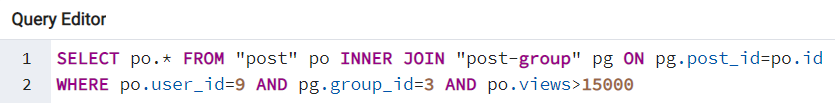 Query Editor
1 SELECT po.* FROM "post" po INNER JOIN "post-group" pg ON pg.post_id=po.id
2 WHERE po.user_id=9 AND pg.group_id=3 AND po.views>15000